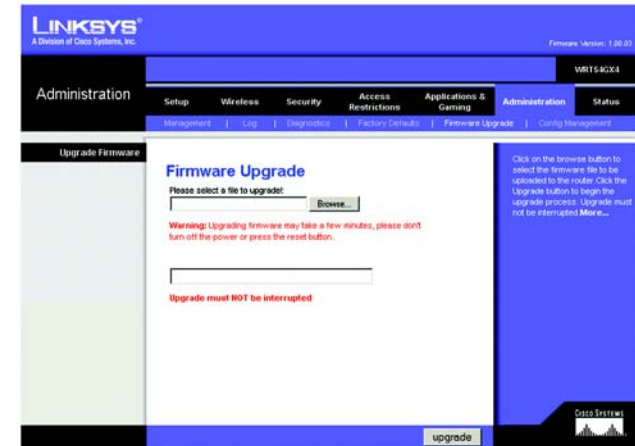 LINKSYS®
A Division of Cisco Systems, Inc.
Firmware Version: 1.00.03
WRT54GX4
Administration
Setup Wireless Security Access Restrictions Applications & Gaming Administration Status
Management | Log | Diagnostics | Factory Defaults | Firmware Upgrade | Config Management
Upgrade Firmware
Firmware Upgrade
Please select a file to upgrade:
Browse...
Warning: Upgrading firmware may take a few minutes, please don't
turn off the power or press the reset button.
Upgrade must NOT be interrupted
Click on the browse button to
select the firmware file to be
uploaded to the router.Click the
Upgrade button to begin the
upgrade process. Upgrade must
not be interrupted.More...
CISCO SYSTEMS
upgrade